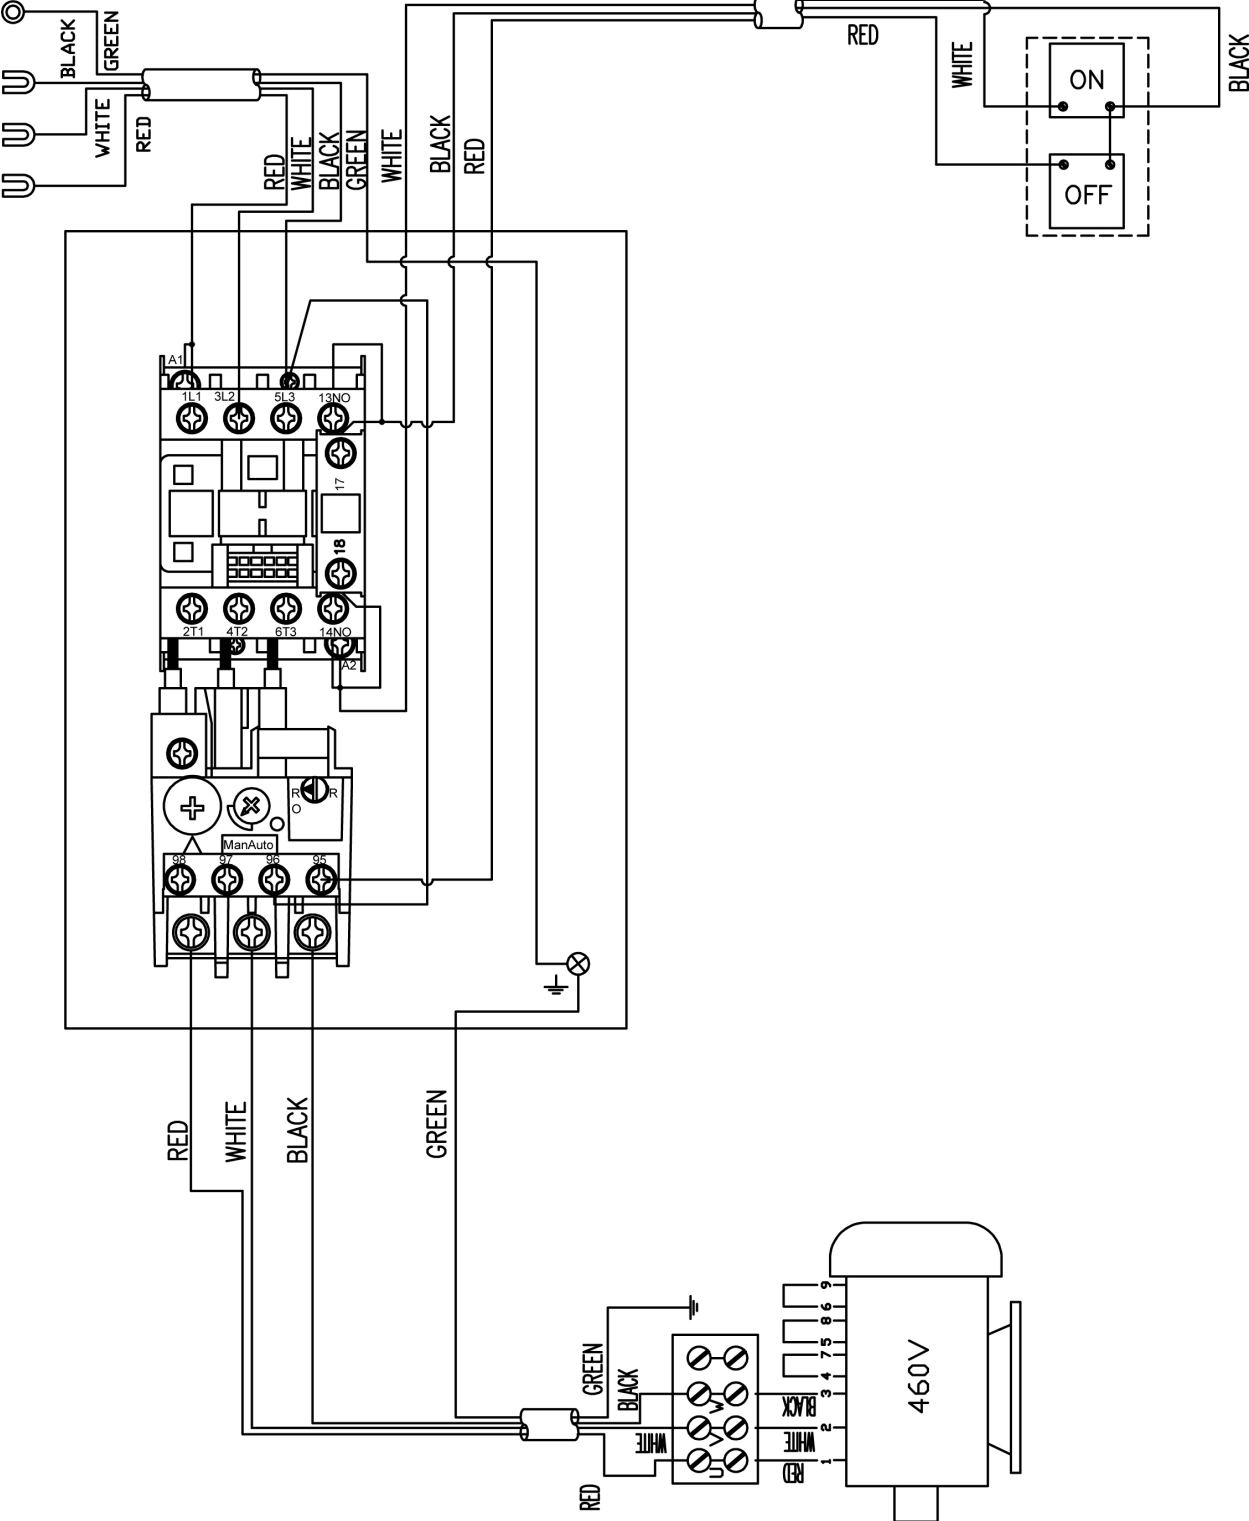 BLACK
GREEN
WHITE
RED
RED
WHITE
BLACK
GREEN
WHITE
BLACK
RED
RED
WHITE
BLACK
ON
OFF
A1
1L1 3L2 5L3 13NO
17
18
2T1 4T2 6T3 14NO
A2
R R
O
ManAuto
98 97 96 95
RED
WHITE
BLACK
GREEN
GREEN
BLACK
WHITE
RED
W
V
U
BLACK
WHITE
RED
9
6
8
5
7
4
3
2
1
460V